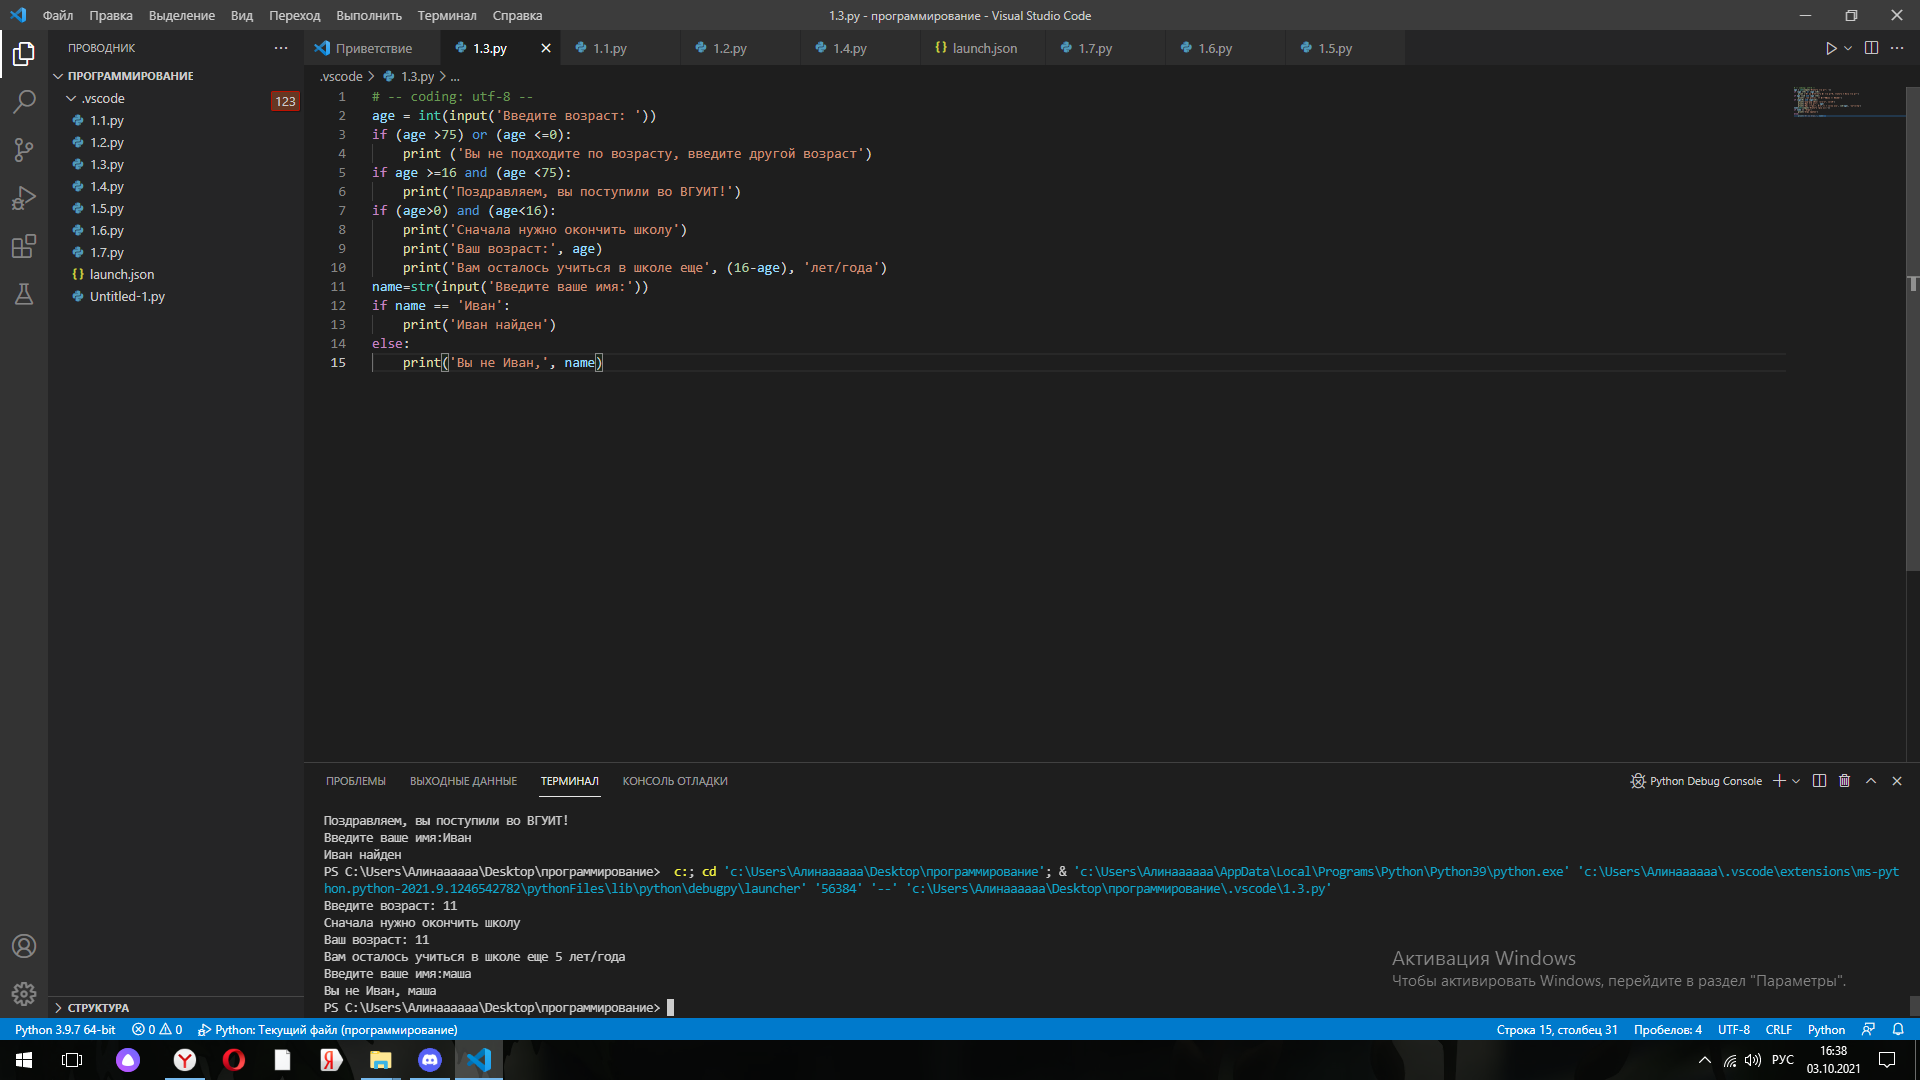 Файл Правка Выделение Вид Переход Выполнить Терминал Справка 1.3.py - программирование - Visual Studio Code
ПРОВОДНИК
Приветствие 1.3.py 1.1.py 1.2.py 1.4.py launch.json 1.7.py 1.6.py 1.5.py
ПРОГРАММИРОВАНИЕ
.vscode 123
1.1.py
1.2.py
1.3.py
1.4.py
1.5.py
1.6.py
1.7.py
launch.json
Untitled-1.py
СТРУКТУРА
.vscode > 1.3.py > ...
1 # -- coding: utf-8 --
2 age = int(input('Введите возраст: '))
3 if (age >75) or (age <=0):
4     print ('Вы не подходите по возрасту, введите другой возраст')
5 if age >=16 and (age <75):
6     print('Поздравляем, вы поступили во ВГУИТ!')
7 if (age>0) and (age<16):
8     print('Сначала нужно окончить школу')
9     print('Ваш возраст:', age)
10     print('Вам осталось учиться в школе еще', (16-age), 'лет/года')
11 name=str(input('Введите ваше имя:'))
12 if name == 'Иван':
13     print('Иван найден')
14 else:
15     print('Вы не Иван,', name)
ПРОБЛЕМЫ ВЫХОДНЫЕ ДАННЫЕ ТЕРМИНАЛ КОНСОЛЬ ОТЛАДКИ Python Debug Console
Поздравляем, вы поступили во ВГУИТ!
Введите ваше имя:Иван
Иван найден
PS C:\Users\Алинаааааа\Desktop\программирование>  c:; cd 'c:\Users\Алинаааааа\Desktop\программирование'; & 'c:\Users\Алинаааааа\AppData\Local\Programs\Python\Python39\python.exe' 'c:\Users\Алинаааааа\.vscode\extensions\ms-pyt
hon.python-2021.9.1246542782\pythonFiles\lib\python\debugpy\launcher' '56384' '--' 'c:\Users\Алинаааааа\Desktop\программирование\.vscode\1.3.py'
Введите возраст: 11
Сначала нужно окончить школу
Ваш возраст: 11
Вам осталось учиться в школе еще 5 лет/года
Введите ваше имя:маша
Вы не Иван, маша
PS C:\Users\Алинаааааа\Desktop\программирование>
Активация Windows
Чтобы активировать Windows, перейдите в раздел "Параметры".
Python 3.9.7 64-bit 0 0 Python: Текущий файл (программирование) Строка 15, столбец 31 Пробелов: 4 UTF-8 CRLF Python
РУС
16:38
03.10.2021